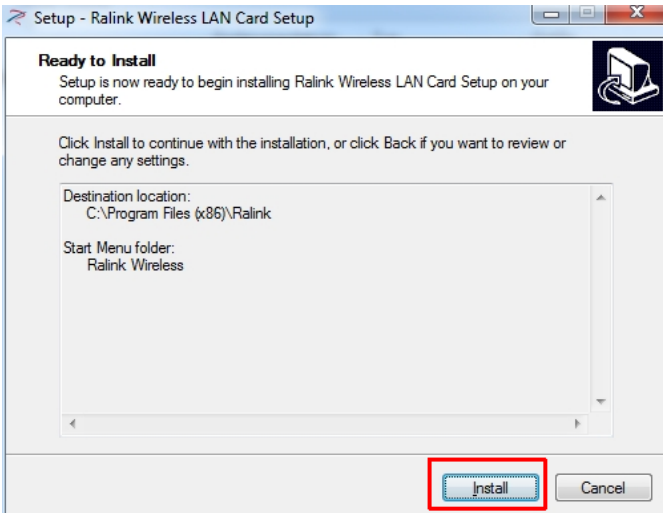 Setup - Ralink Wireless LAN Card Setup
Ready to Install
Setup is now ready to begin installing Ralink Wireless LAN Card Setup on your
computer.
Click Install to continue with the installation, or click Back if you want to review or
change any settings.
Destination location:
C:\Program Files (x86)\Ralink
Start Menu folder:
Ralink Wireless
Install
Cancel